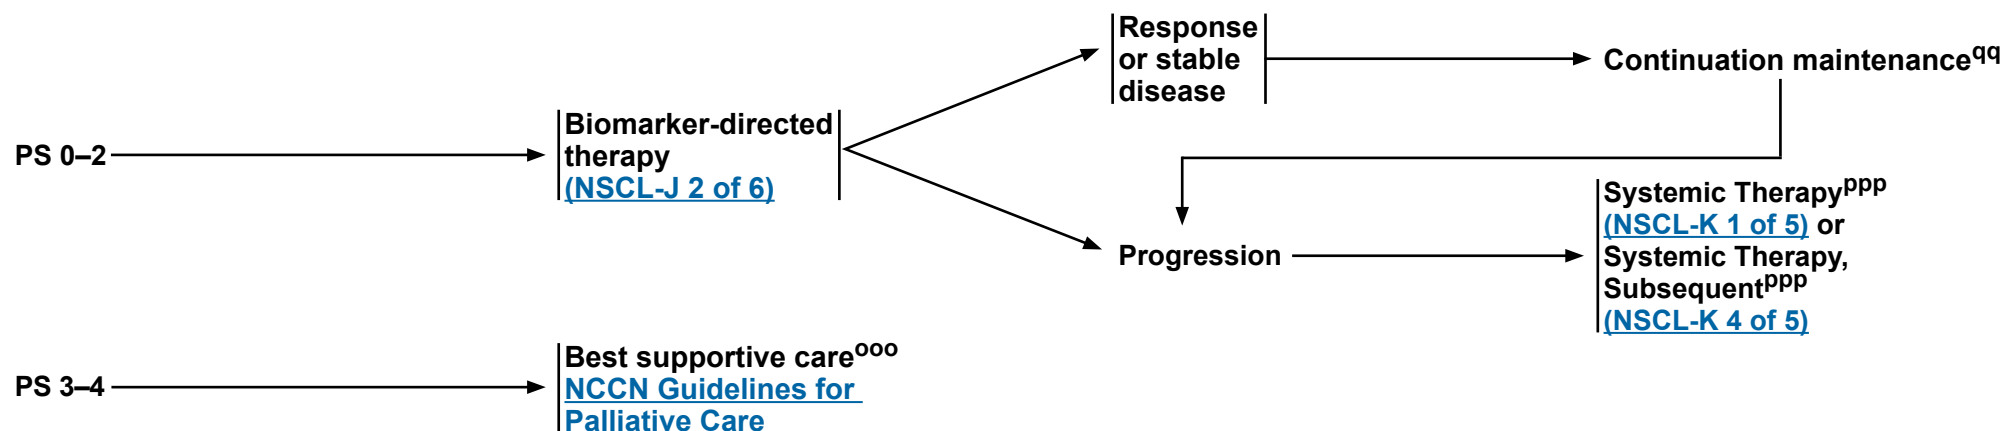 PS 0–2
Biomarker-directed
therapy
(NSCL-J 2 of 6)
Response
or stable
disease
Continuation maintenanceqq
Progression
Systemic Therapyppp
(NSCL-K 1 of 5) or
Systemic Therapy,
Subsequentppp
(NSCL-K 4 of 5)
PS 3–4
Best supportive careooo
NCCN Guidelines for
Palliative Care